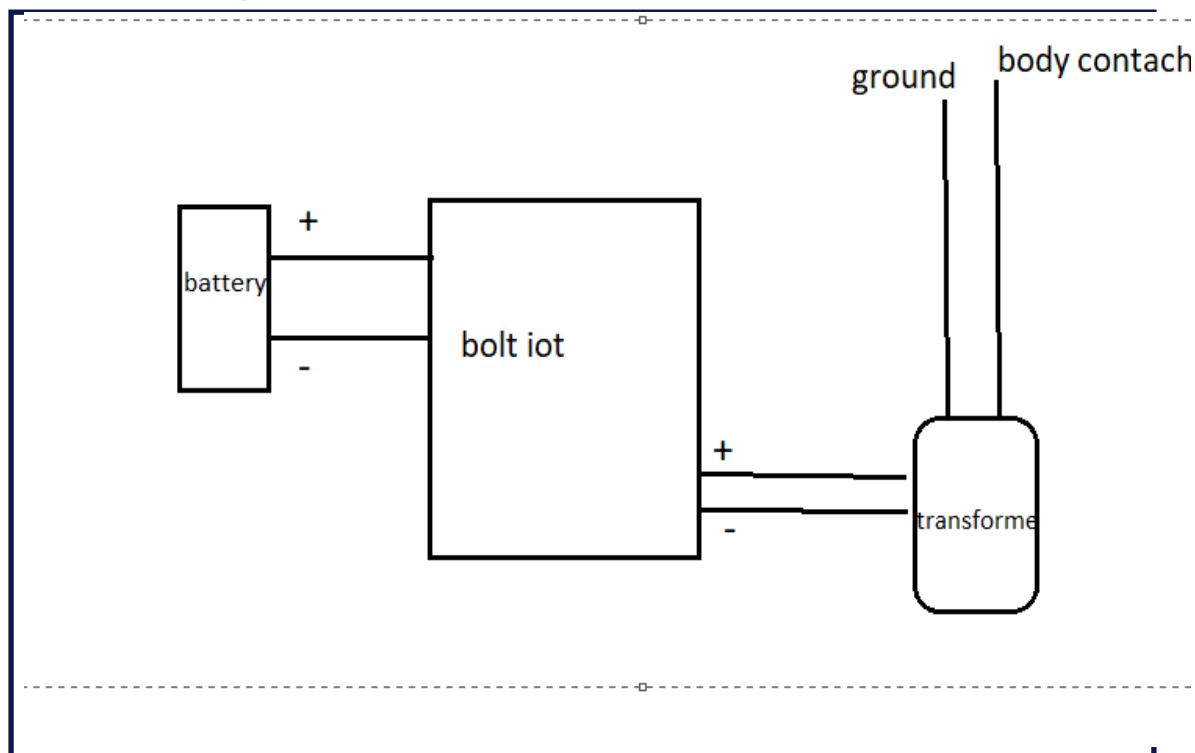 ground
body contach
+
battery
-
bolt iot
+
-
transforme